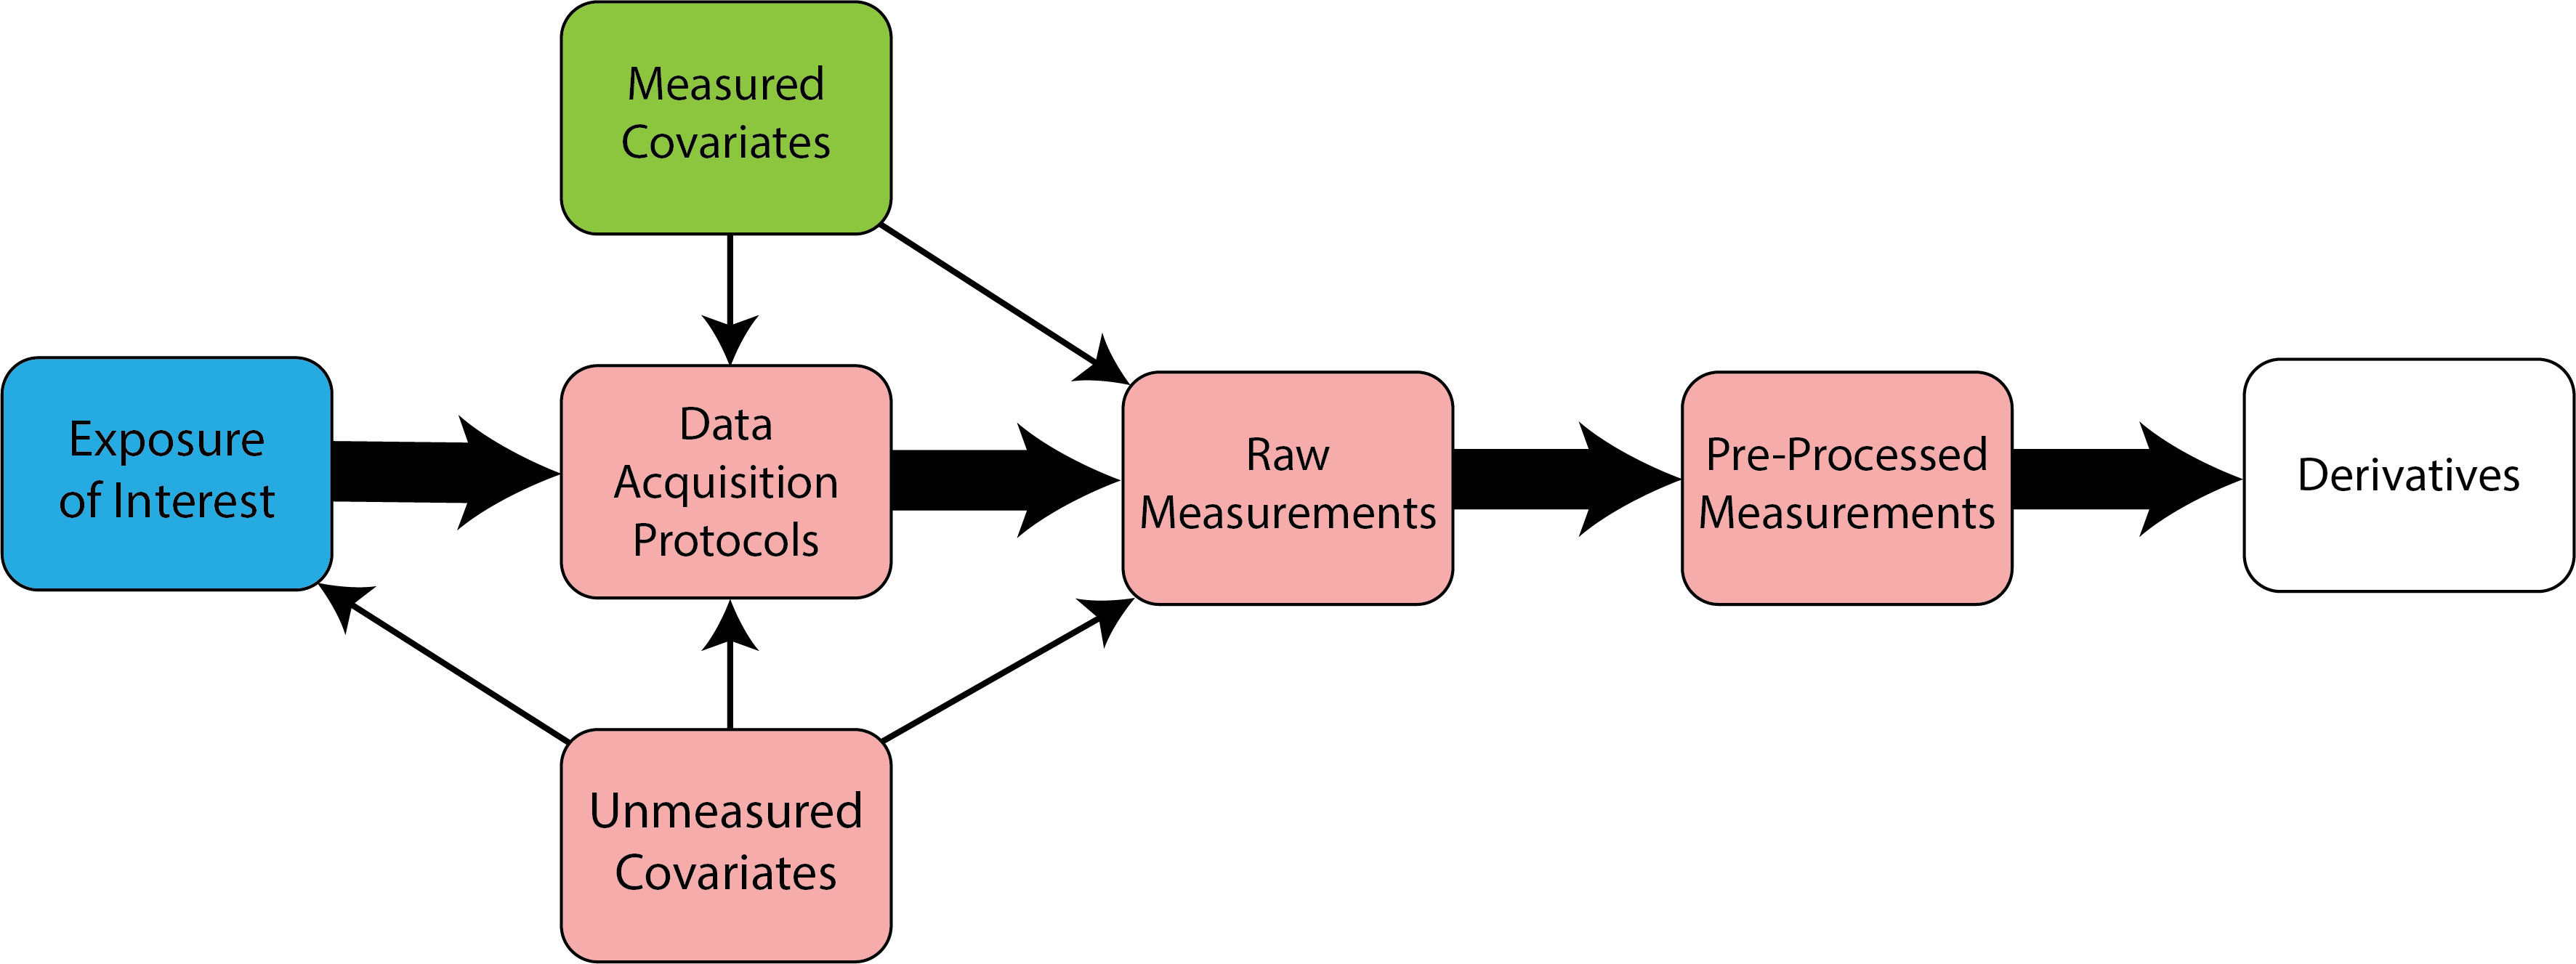 Measured
Covariates
Exposure
of Interest
Data
Acquisition
Protocols
Raw
Measurements
Pre-Processed
Measurements
Derivatives
Unmeasured
Covariates